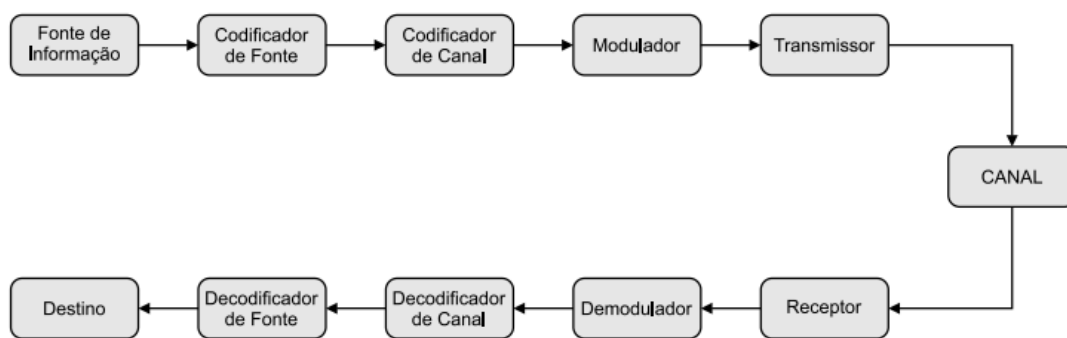 Fonte de
Informação
Codificador
de Fonte
Codificador
de Canal
Modulador
Transmissor
CANAL
Destino
Decodificador
de Fonte
Decodificador
de Canal
Demodulador
Receptor